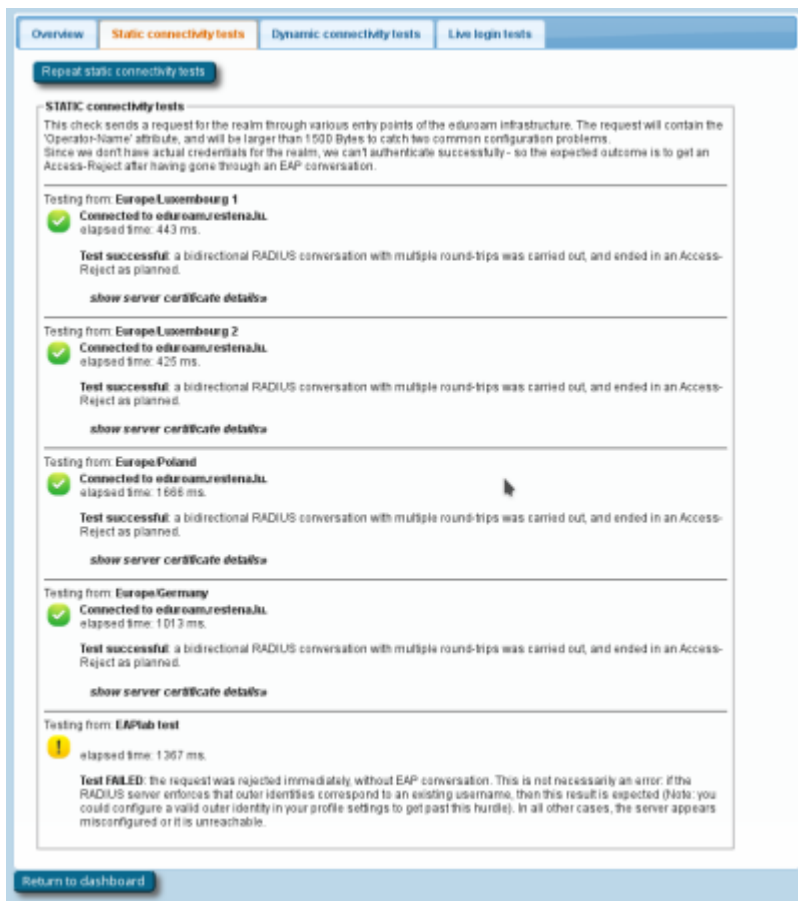 Overview
Static connectivity tests
Dynamic connectivity tests
Live login tests
Repeat static connectivity tests
STATIC connectivity tests
This check sends a request for the realm through various entry points of the eduroam infrastructure. The request will contain the
'Operator-Name' attribute, and will be larger than 1500 Bytes to catch two common configuration problems.
Since we don't have actual credentials for the realm, we can't authenticate successfully - so the expected outcome is to get an
Access-Reject after having gone through an EAP conversation.
Testing from: Europe/Luxembourg 1
Connected to eduroam.restena.lu.
elapsed time: 443 ms.
Test successful: a bidirectional RADIUS conversation with multiple round-trips was carried out, and ended in an Access-
Reject as planned.
show server certificate details»
Testing from: Europe/Luxembourg 2
Connected to eduroam.restena.lu.
elapsed time: 425 ms.
Test successful: a bidirectional RADIUS conversation with multiple round-trips was carried out, and ended in an Access-
Reject as planned.
show server certificate details»
Testing from: Europe/Poland
Connected to eduroam.restena.lu.
elapsed time: 1666 ms.
Test successful: a bidirectional RADIUS conversation with multiple round-trips was carried out, and ended in an Access-
Reject as planned.
show server certificate details»
Testing from: Europe/Germany
Connected to eduroam.restena.lu.
elapsed time: 1013 ms.
Test successful: a bidirectional RADIUS conversation with multiple round-trips was carried out, and ended in an Access-
Reject as planned.
show server certificate details»
Testing from: EAPlab test
elapsed time: 1367 ms.
Test FAILED: the request was rejected immediately, without EAP conversation. This is not necessarily an error: if the
RADIUS server enforces that outer identities correspond to an existing username, then this result is expected (Note: you
could configure a valid outer identity in your profile settings to get past this hurdle). In all other cases, the server appears
misconfigured or it is unreachable.
Return to dashboard